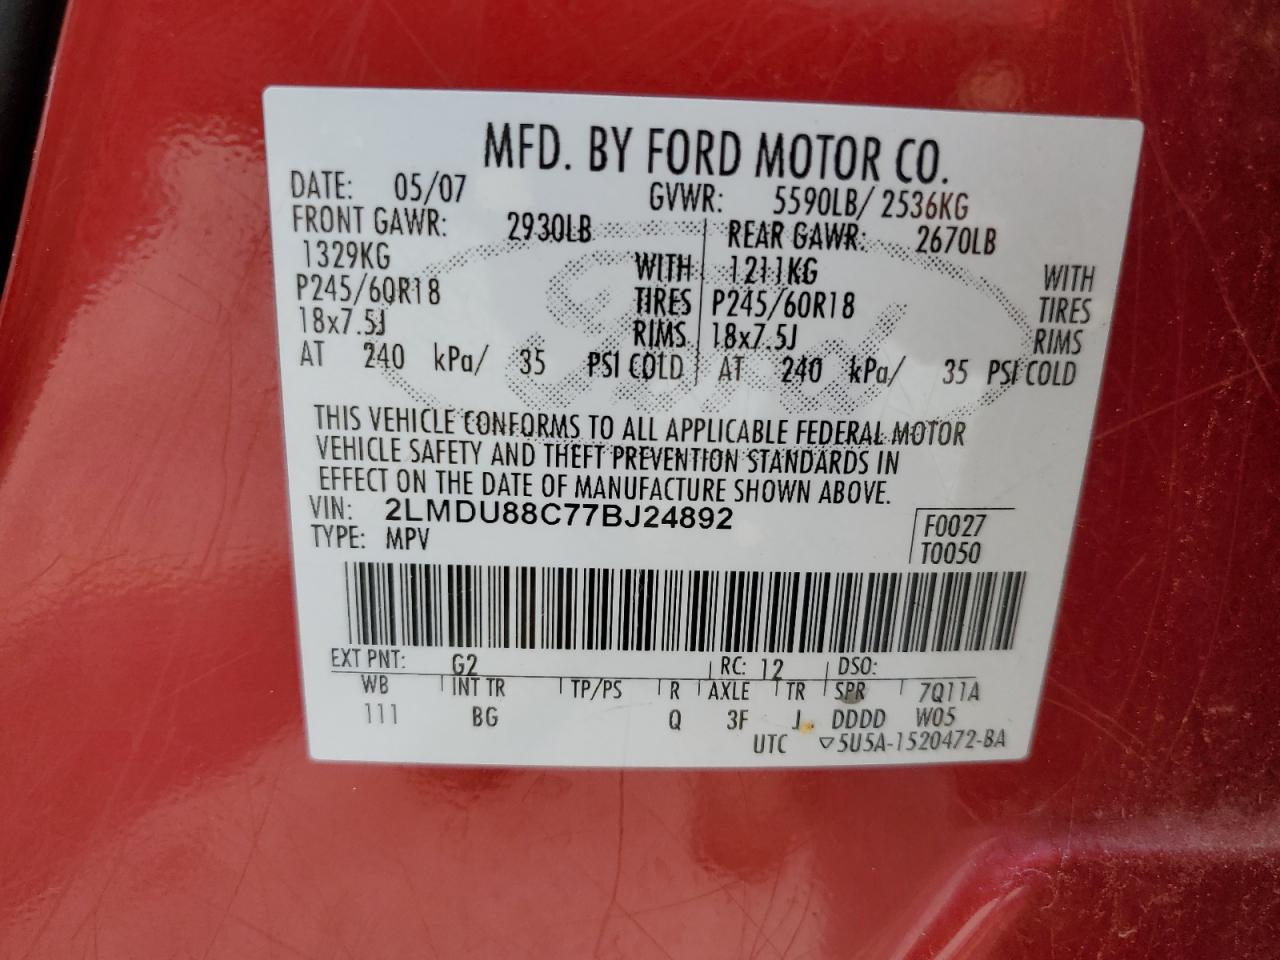 MFD. BY FORD MOTOR CO.
DATE: 05/07 GVWR: 5590LB/ 2536KG
FRONT GAWR: 2930LB REAR GAWR: 2670LB
1329KG WITH 1211KG WITH
P245/60R18 TIRES P245/60R18 TIRES
18x7.5J RIMS 18x7.5J RIMS
AT 240 kPa/ 35 PSI COLD AT 240 kPa/ 35 PSI COLD
THIS VEHICLE CONFORMS TO ALL APPLICABLE FEDERAL MOTOR
VEHICLE SAFETY AND THEFT PREVENTION STANDARDS IN
EFFECT ON THE DATE OF MANUFACTURE SHOWN ABOVE.
VIN: 2LMDU88C77BJ24892 F0027
TYPE: MPV T0050
EXT PNT: G2 RC: 12 DSO:
WB INT TR TP/PS R AXLE TR SPR 7Q11A
111 BG Q 3F J DDDD W05
UTC ▽5U5A-1520472-BA
Ford